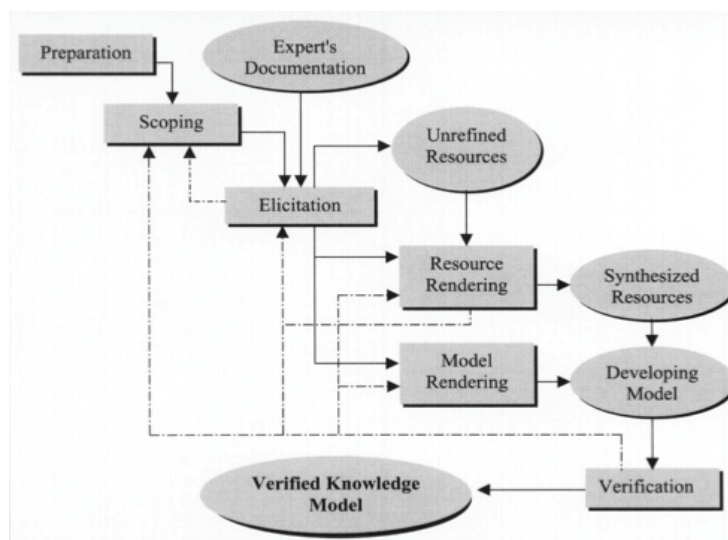 Preparation
Expert's
Documentation
Scoping
Unrefined
Resources
Elicitation
Resource
Rendering
Synthesized
Resources
Model
Rendering
Developing
Model
Verified Knowledge
Model
Verification